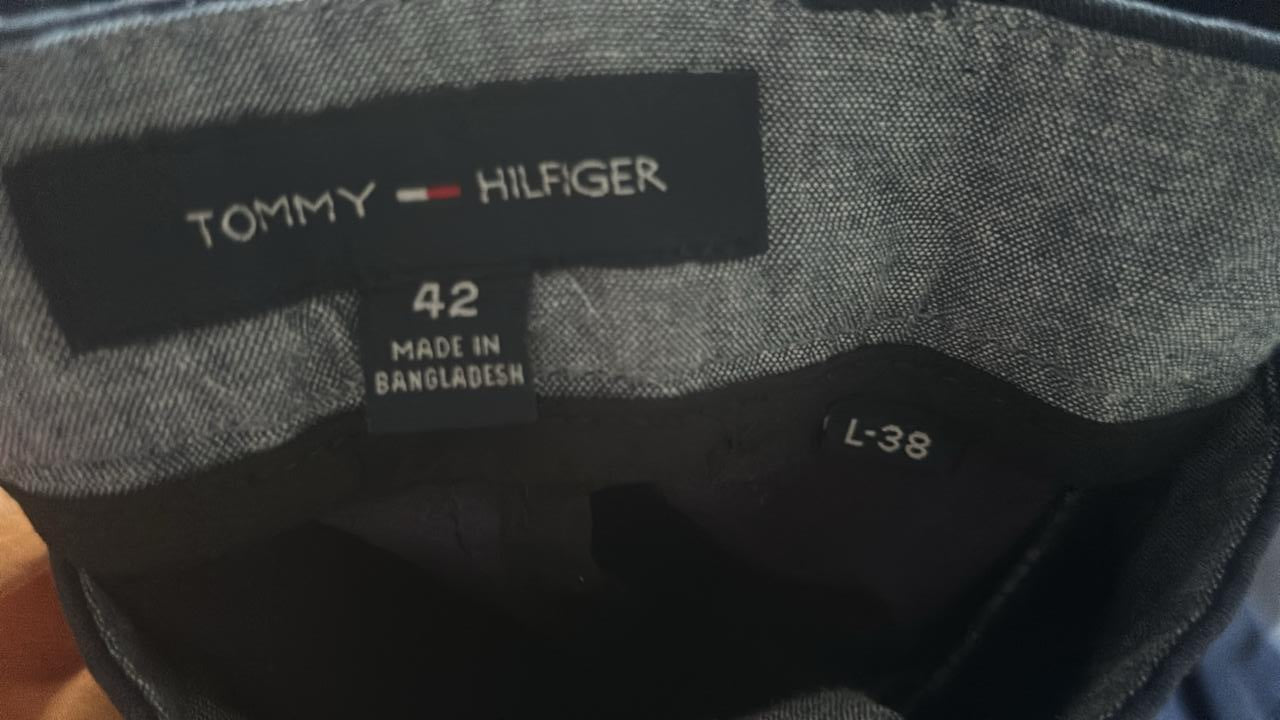 TOMMY HILFIGER
42
MADE IN
BANGLADESH
L-38